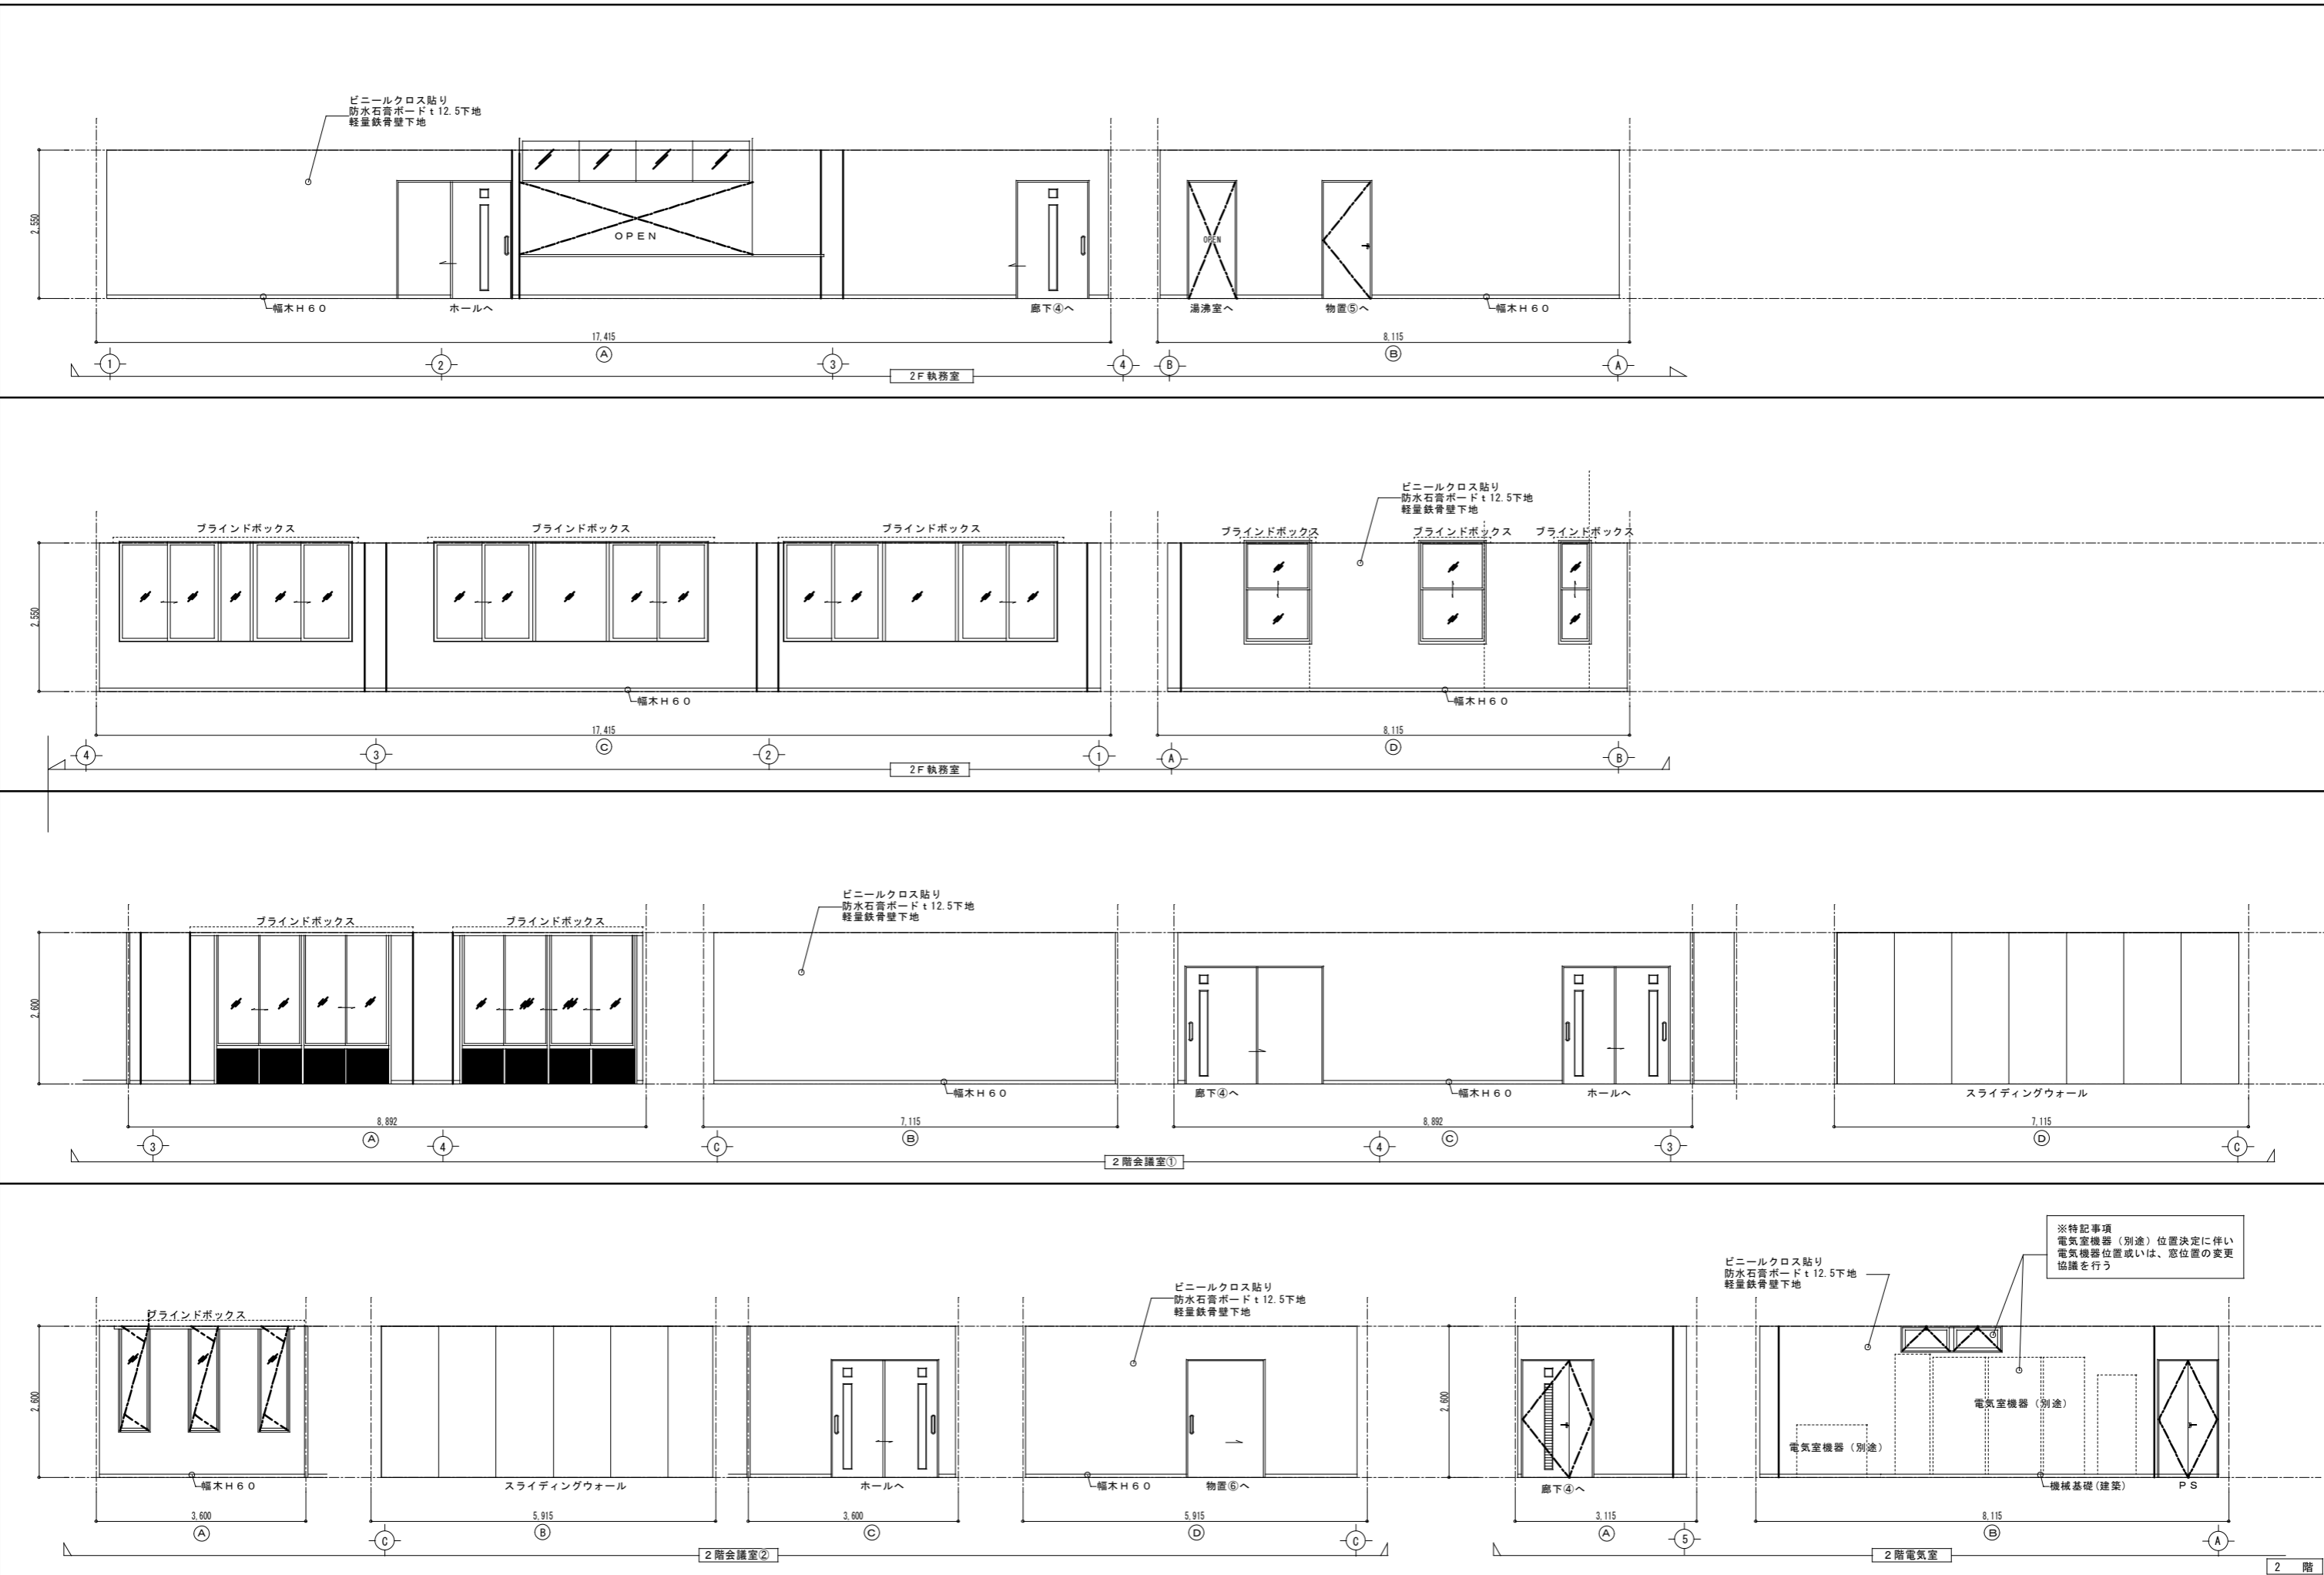 ビニールクロス貼り
防水石膏ボードｔ12.5下地
軽量鉄骨壁下地
2,550
ＯＰＥＮ
OPEN
幅木Ｈ６０
ホールへ
廊下④へ
湯沸室へ
物置⑤へ
幅木Ｈ６０
17,415
8,115
1
2
Ⓐ
3
4
B
Ⓑ
A
２Ｆ執務室
ビニールクロス貼り
防水石膏ボードｔ12.5下地
軽量鉄骨壁下地
ブラインドボックス
ブラインドボックス
ブラインドボックス
ブラインドボックス
ブラインドボックス
ブラインドボックス
2,550
幅木Ｈ６０
幅木Ｈ６０
17,415
8,115
4
3
Ⓒ
2
1
A
Ⓓ
B
２Ｆ執務室
ビニールクロス貼り
防水石膏ボードｔ12.5下地
軽量鉄骨壁下地
ブラインドボックス
ブラインドボックス
2,600
幅木Ｈ６０
廊下④へ
幅木Ｈ６０
ホールへ
スライディングウォール
8,892
7,115
8,892
7,115
3
Ⓐ
4
C
Ⓑ
4
Ⓒ
3
Ⓓ
C
２階会議室①
※特記事項
電気室機器（別途）位置決定に伴い
電気機器位置或いは、窓位置の変更
協議を行う
ビニールクロス貼り
防水石膏ボードｔ12.5下地
軽量鉄骨壁下地
ビニールクロス貼り
防水石膏ボードｔ12.5下地
軽量鉄骨壁下地
ブラインドボックス
2,600
2,600
電気室機器（別途）
電気室機器（別途）
幅木Ｈ６０
スライディングウォール
ホールへ
幅木Ｈ６０
物置⑥へ
廊下④へ
機械基礎(建築)
ＰＳ
3,600
5,915
3,600
5,915
3,115
8,115
Ⓐ
C
Ⓑ
Ⓒ
Ⓓ
C
Ⓐ
5
Ⓑ
A
２階会議室②
２階電気室
２　階